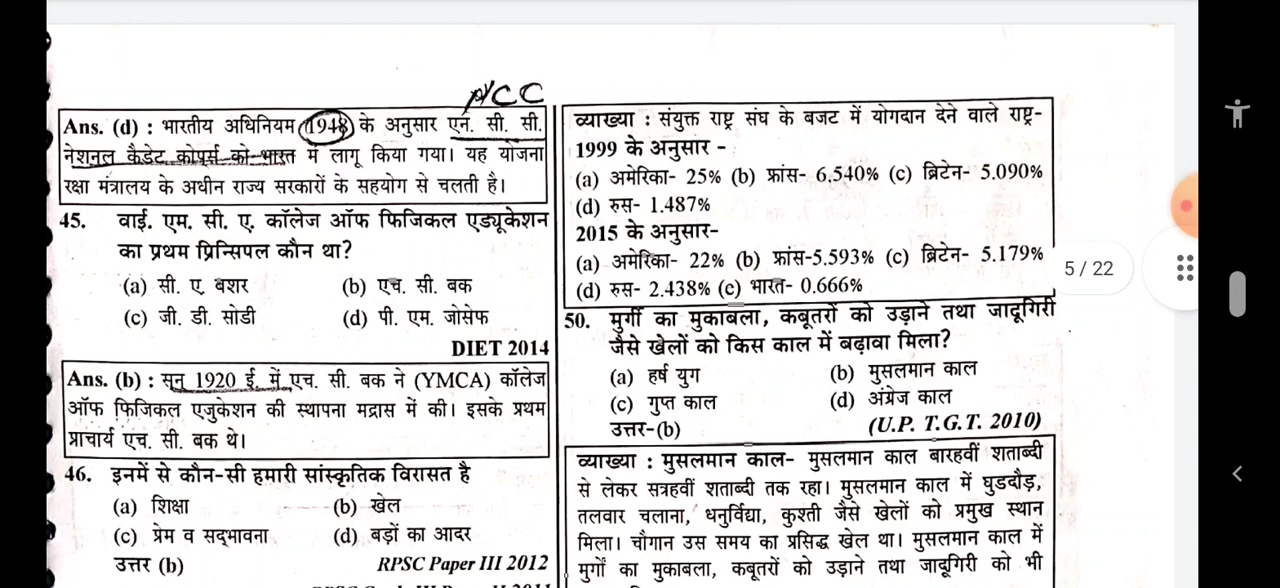 NCC
Ans. (d) : भारतीय अधिनियम 1948 के अनुसार एन. सी. सी.
नेशनल कैडेट कोपर्स को भारत में लागू किया गया। यह योजना
रक्षा मंत्रालय के अधीन राज्य सरकारों के सहयोग से चलती है।
45. वाई. एम. सी. ए. कॉलेज ऑफ फिजिकल एड्यूकेशन
का प्रथम प्रिन्सिपल कौन था?
(a) सी. ए. बशर (b) एच. सी. बक
(c) जी. डी. सोडी (d) पी. एम. जोसेफ
DIET 2014
Ans. (b) : सन् 1920 ई. में एच. सी. बक ने (YMCA) कॉलेज
ऑफ फिजिकल एजुकेशन की स्थापना मद्रास में की। इसके प्रथम
प्राचार्य एच. सी. बक थे।
46. इनमें से कौन-सी हमारी सांस्कृतिक विरासत है
(a) शिक्षा (b) खेल
(c) प्रेम व सद्भावना (d) बड़ों का आदर
उत्तर (b) RPSC Paper III 2012
व्याख्या : संयुक्त राष्ट्र संघ के बजट में योगदान देने वाले राष्ट्र-
1999 के अनुसार -
(a) अमेरिका- 25% (b) फ्रांस- 6.540% (c) ब्रिटेन- 5.090%
(d) रुस- 1.487%
2015 के अनुसार-
(a) अमेरिका- 22% (b) फ्रांस-5.593% (c) ब्रिटेन- 5.179%
(d) रुस- 2.438% (e) भारत- 0.666%
50. मुर्गी का मुकाबला, कबूतरों को उड़ाने तथा जादूगिरी
जैसे खेलों को किस काल में बढ़ावा मिला?
(a) हर्ष युग (b) मुसलमान काल
(c) गुप्त काल (d) अंग्रेज काल
उत्तर-(b) (U.P. T.G.T. 2010)
व्याख्या : मुसलमान काल- मुसलमान काल बारहवीं शताब्दी
से लेकर सत्रहवीं शताब्दी तक रहा। मुसलमान काल में घुडदौड़,
तलवार चलाना, धनुर्विद्या, कुश्ती जैसे खेलों को प्रमुख स्थान
मिला। चौगान उस समय का प्रसिद्ध खेल था। मुसलमान काल में
मुर्गों का मुकाबला, कबूतरों को उड़ाने तथा जादूगिरी को भी
5 / 22